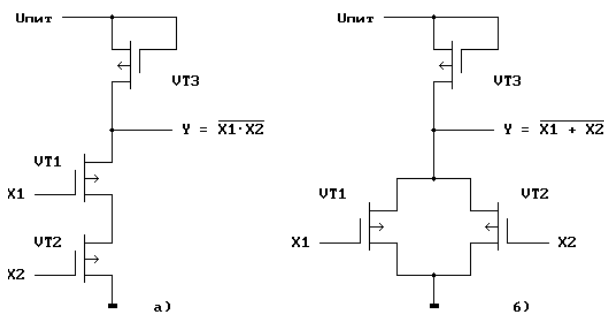 Uпит Uпит
VT3 VT3
Y = X1·X2 Y = X1 + X2
VT1 VT1 VT2
X1 X1 X2
VT2
X2
а) б)